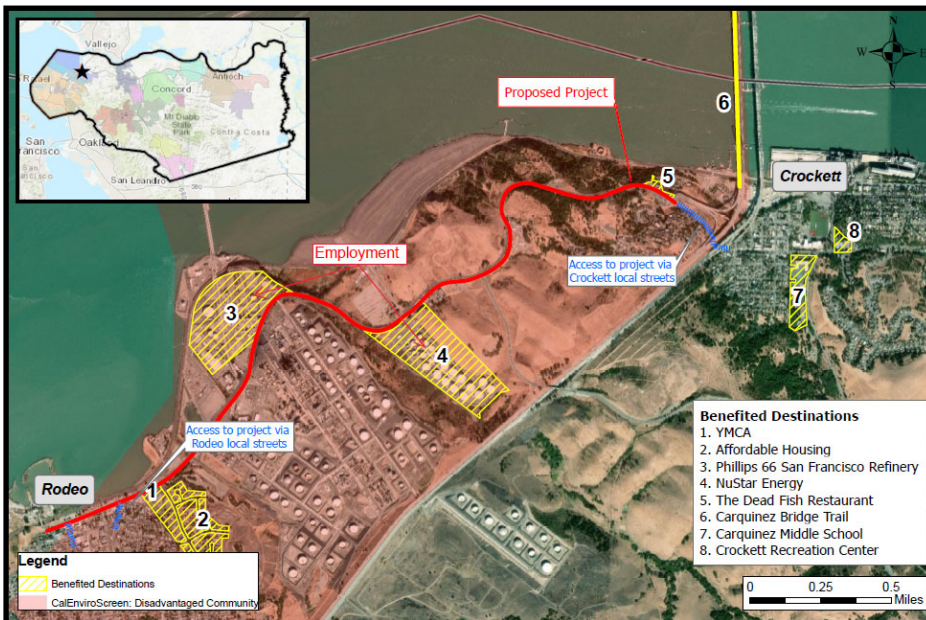 Vallejo
Rafael
Antioch
Concord
Mt Diablo
State
Park
Contra Costa
Oakland
San
Francisco
San Leandro
580
N
W
E
S
6
Proposed Project
Crockett
5
8
Employment
Access to project via
Crockett local streets
3
7
4
Access to project via
Rodeo local streets
Rodeo
1
2
Benefited Destinations
1. YMCA
2. Affordable Housing
3. Phillips 66 San Francisco Refinery
4. NuStar Energy
5. The Dead Fish Restaurant
6. Carquinez Bridge Trail
7. Carquinez Middle School
8. Crockett Recreation Center
Legend
Benefited Destinations
CalEnviroScreen: Disadvantaged Community
0 0.25 0.5
Miles